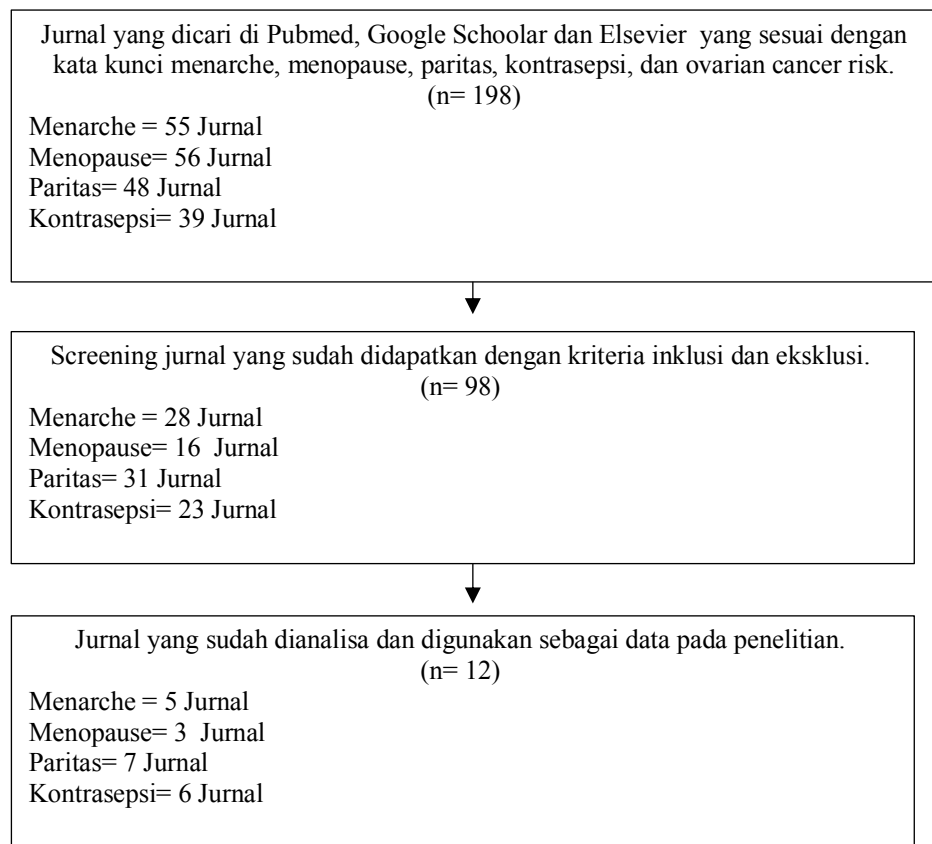 Jurnal yang dicari di Pubmed, Google Schoolar dan Elsevier yang sesuai dengan
kata kunci menarche, menopause, paritas, kontrasepsi, dan ovarian cancer risk.
(n= 198)
Menarche = 55 Jurnal
Menopause= 56 Jurnal
Paritas= 48 Jurnal
Kontrasepsi= 39 Jurnal
Screening jurnal yang sudah didapatkan dengan kriteria inklusi dan eksklusi.
(n= 98)
Menarche = 28 Jurnal
Menopause= 16 Jurnal
Paritas= 31 Jurnal
Kontrasepsi= 23 Jurnal
Jurnal yang sudah dianalisa dan digunakan sebagai data pada penelitian.
(n= 12)
Menarche = 5 Jurnal
Menopause= 3 Jurnal
Paritas= 7 Jurnal
Kontrasepsi= 6 Jurnal